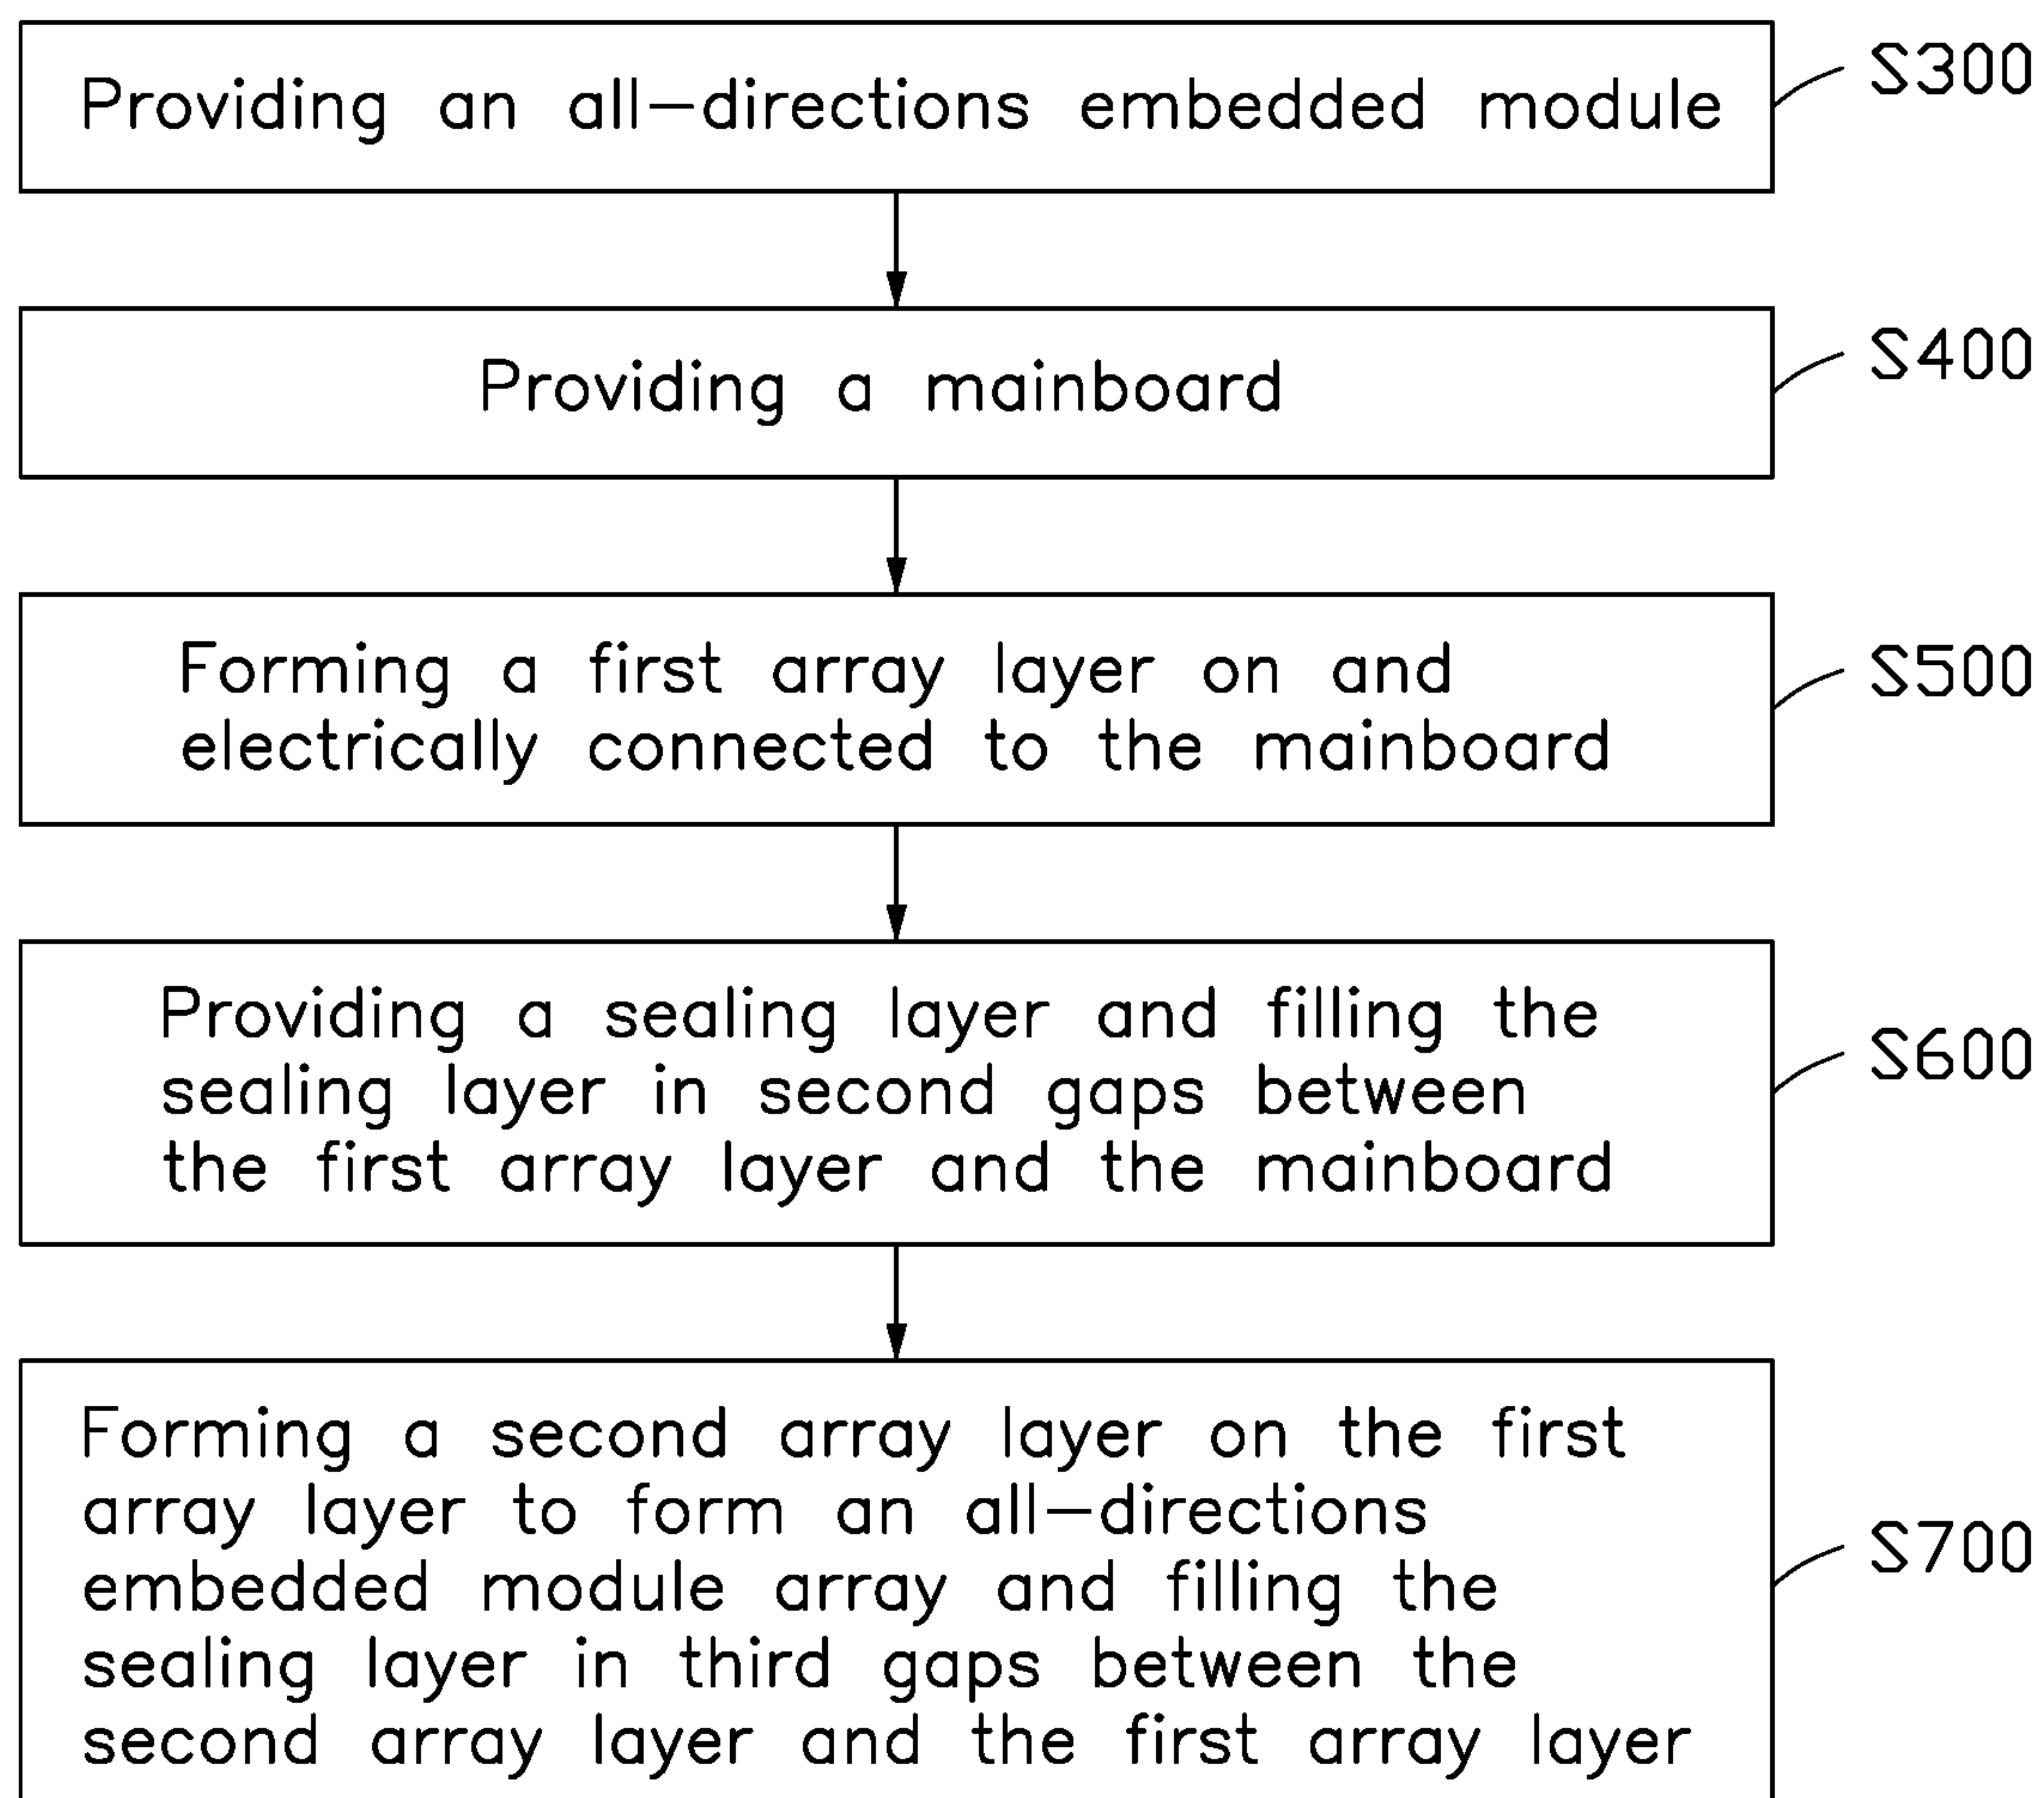 Providing an all-directions embedded module
S300
Providing a mainboard
S400
Forming a first array layer on and
electrically connected to the mainboard
S500
Providing a sealing layer and filling the
sealing layer in second gaps between
the first array layer and the mainboard
S600
Forming a second array layer on the first
array layer to form an all-directions
embedded module array and filling the
sealing layer in third gaps between the
second array layer and the first array layer
S700